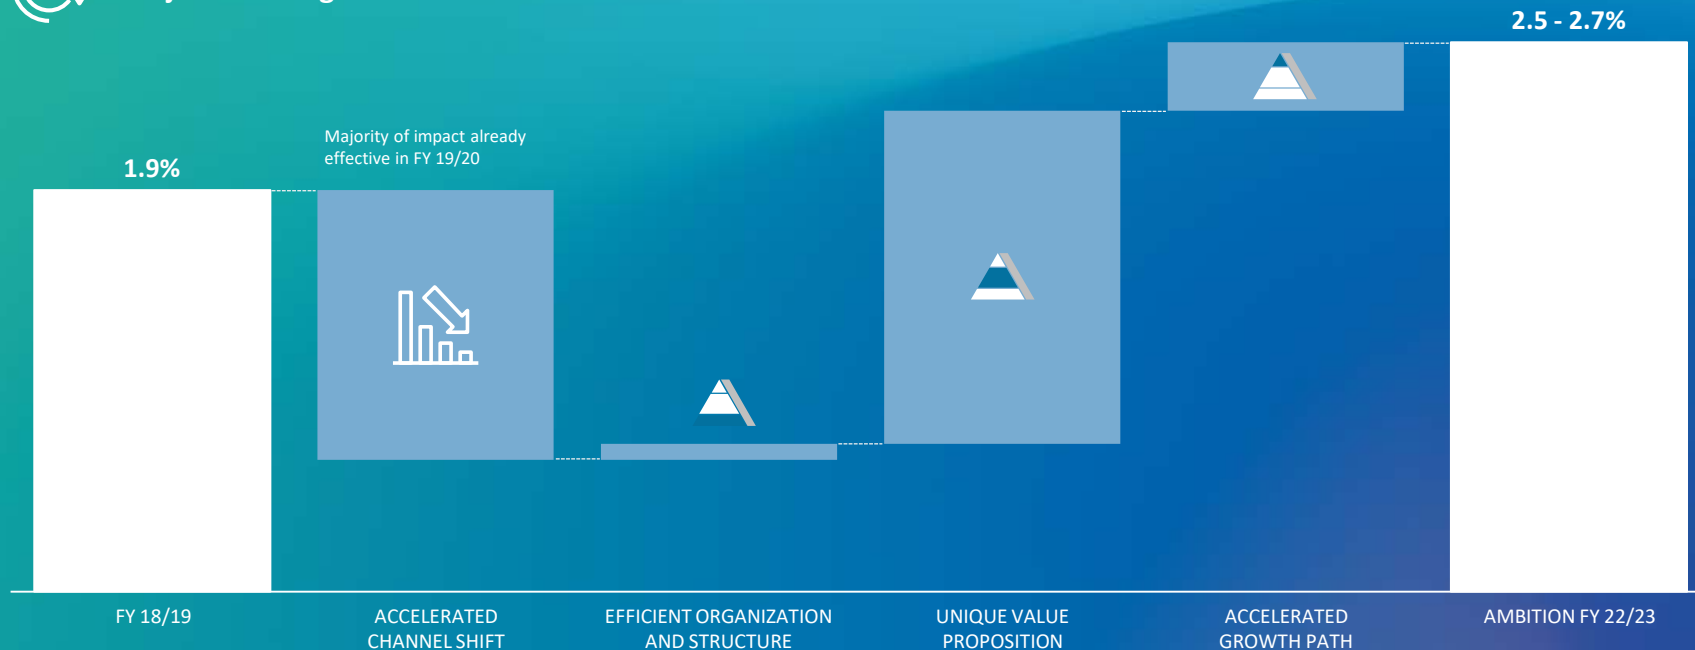 2.5 - 2.7%
Majority of impact already
effective in FY 19/20
1.9%
FY 18/19
ACCELERATED
CHANNEL SHIFT
EFFICIENT ORGANIZATION
AND STRUCTURE
UNIQUE VALUE
PROPOSITION
ACCELERATED
GROWTH PATH
AMBITION FY 22/23